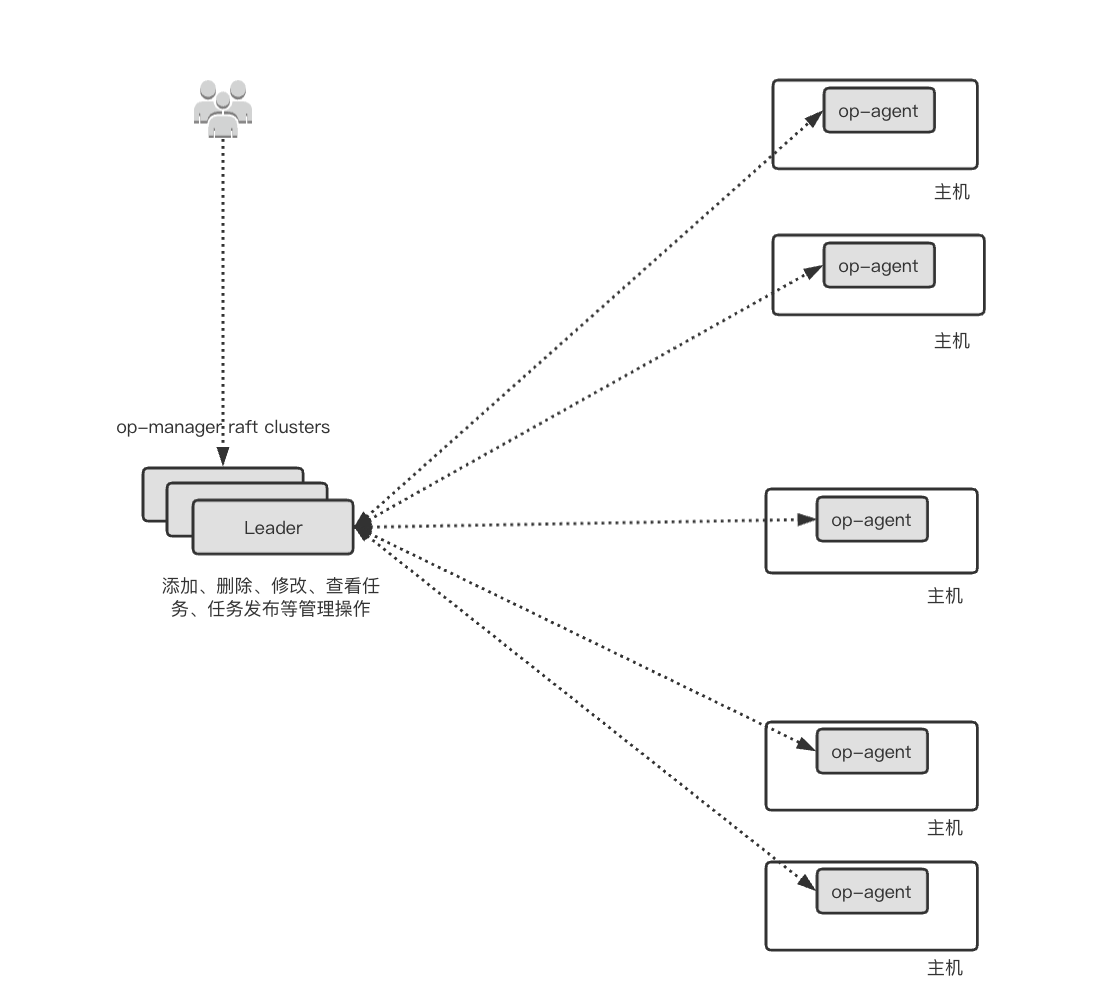 op-agent
主机
op-agent
主机
op-manager raft clusters
Leader
添加、删除、修改、查看任
务、任务发布等管理操作
op-agent
主机
op-agent
主机
op-agent
主机